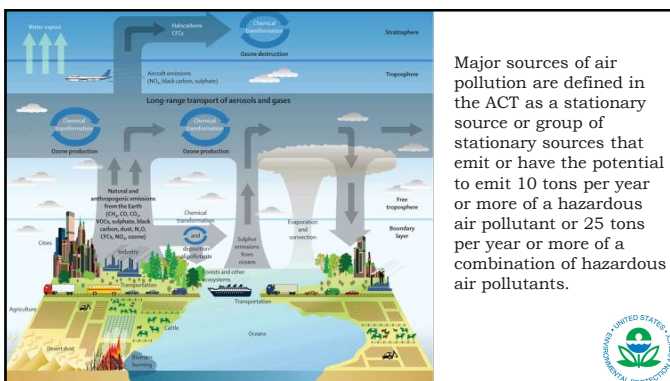 Water vapour
Halocarbons
CFCs
Chemical
transformation
Stratosphere
Ozone destruction
Aircraft emissions
(NOx, black carbon, sulphate)
Troposphere
Long-range transport of aerosols and gases
Chemical
transformation
Chemical
transformation
Ozone production
Ozone production
Natural and
anthropogenic emissions
from the Earth
(CH4, CO, CO2,
VOCs, sulphate, black
carbon, dust, N2O,
CFCs, NOx, ozone)
Chemical
transformation
and
deposition
of pollutants
Sulphur
emissions
from
oceans
Evaporation
and
convection
Free
troposphere
Boundary
layer
Cities
Industry
Transportation
Forests and other
ecosystems
Transportation
Agriculture
Cattle
Oceans
Desert dust
Biomass
burning
Major sources of air
pollution are defined in
the ACT as a stationary
source or group of
stationary sources that
emit or have the potential
to emit 10 tons per year
or more of a hazardous
air pollutant or 25 tons
per year or more of a
combination of hazardous
air pollutants.
UNITED STATES
ENVIRONMENTAL PROTECTION